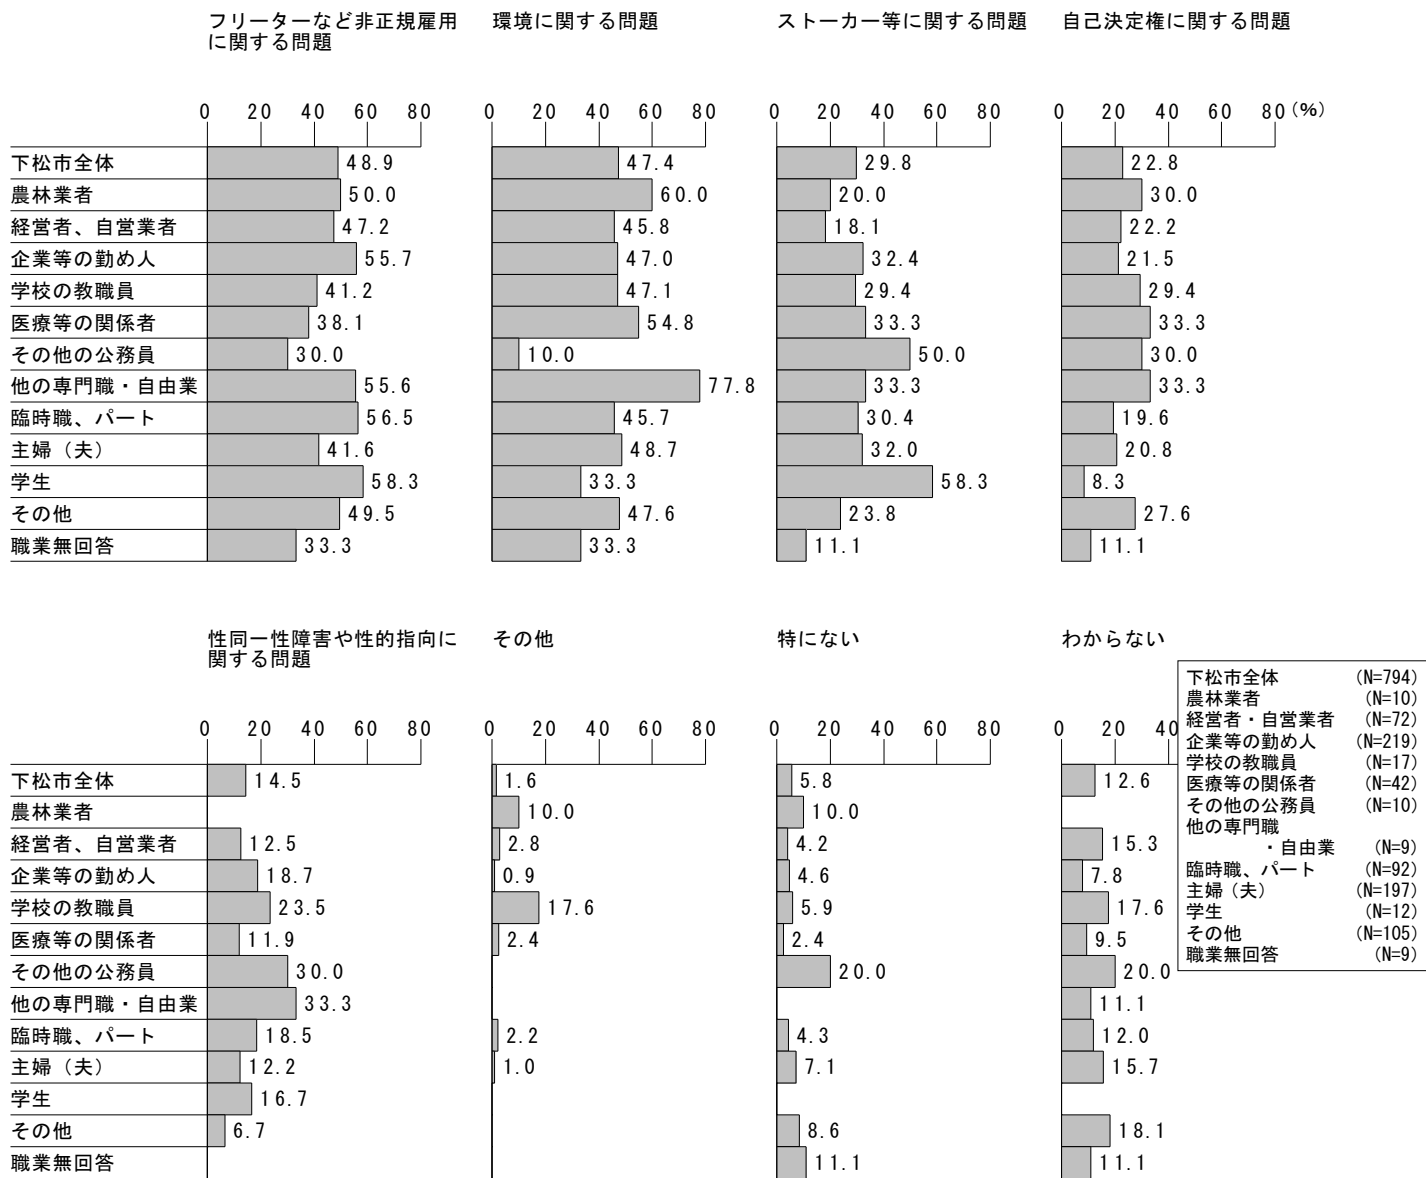 フリーターなど非正規雇用
に関する問題
環境に関する問題
ストーカー等に関する問題
自己決定権に関する問題
0 20 40 60 80
0 20 40 60 80
0 20 40 60 80
0 20 40 60 80 (%)
下松市全体 48.9 47.4 29.8 22.8
農林業者 50.0 60.0 20.0 30.0
経営者、自営業者 47.2 45.8 18.1 22.2
企業等の勤め人 55.7 47.0 32.4 21.5
学校の教職員 41.2 47.1 29.4 29.4
医療等の関係者 38.1 54.8 33.3 33.3
その他の公務員 30.0 10.0 50.0 30.0
他の専門職・自由業 55.6 77.8 33.3 33.3
臨時職、パート 56.5 45.7 30.4 19.6
主婦（夫） 41.6 48.7 32.0 20.8
学生 58.3 33.3 58.3 8.3
その他 49.5 47.6 23.8 27.6
職業無回答 33.3 33.3 11.1 11.1
性同一性障害や性的指向に
関する問題
その他
特にない
わからない
0 20 40 60 80
0 20 40 60 80
0 20 40 60 80
0 20 40
下松市全体 14.5 1.6 5.8 12.6
農林業者 10.0 10.0
経営者、自営業者 12.5 2.8 4.2 15.3
企業等の勤め人 18.7 0.9 4.6 7.8
学校の教職員 23.5 17.6 5.9 17.6
医療等の関係者 11.9 2.4 2.4 9.5
その他の公務員 30.0 20.0 20.0
他の専門職・自由業 33.3 11.1
臨時職、パート 18.5 2.2 4.3 12.0
主婦（夫） 12.2 1.0 7.1 15.7
学生 16.7
その他 6.7 8.6 18.1
職業無回答 11.1 11.1
下松市全体 (N=794)
農林業者 (N=10)
経営者・自営業者 (N=72)
企業等の勤め人 (N=219)
学校の教職員 (N=17)
医療等の関係者 (N=42)
その他の公務員 (N=10)
他の専門職
・自由業 (N=9)
臨時職、パート (N=92)
主婦（夫） (N=197)
学生 (N=12)
その他 (N=105)
職業無回答 (N=9)